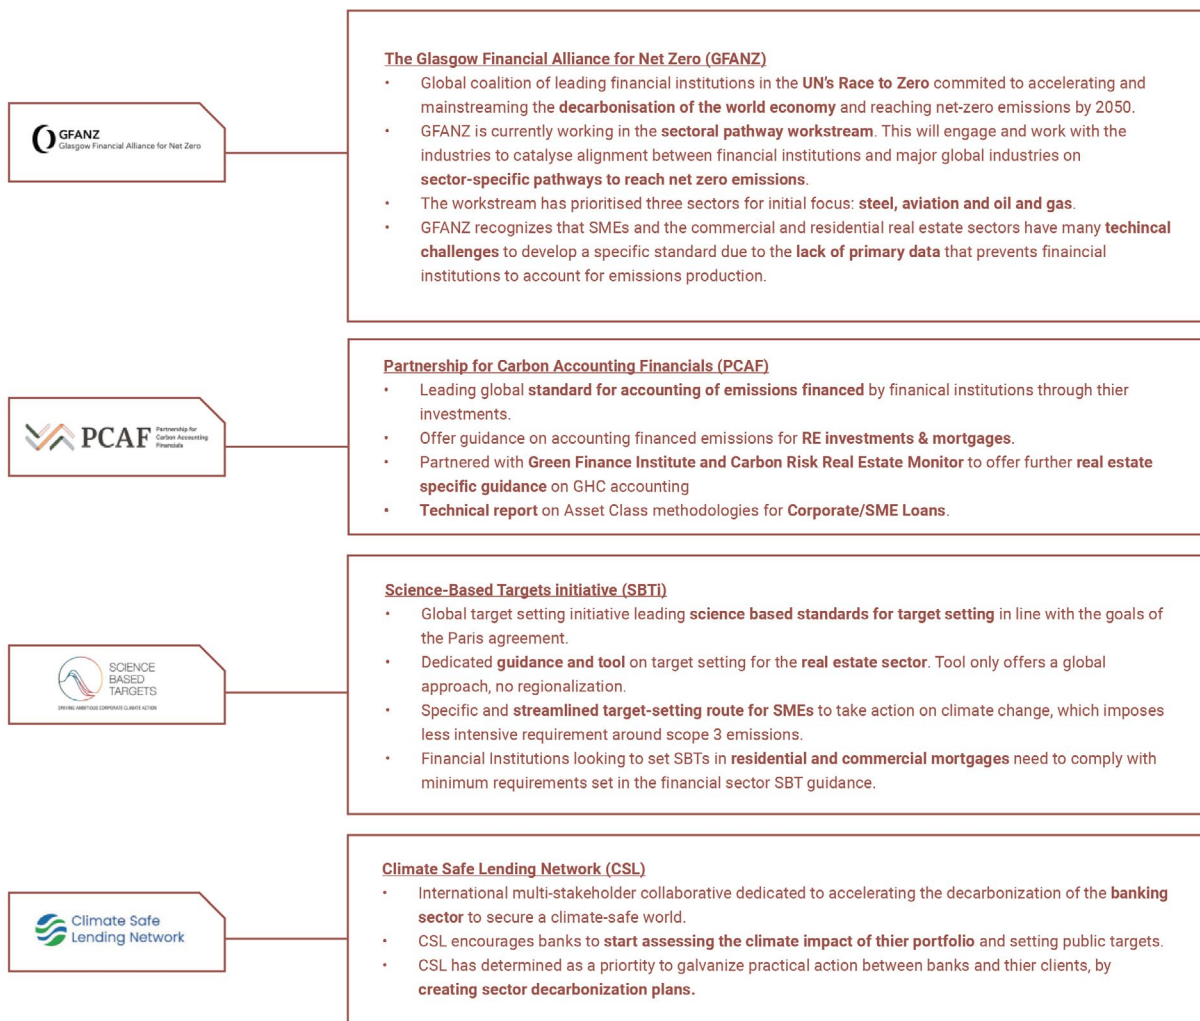 The Glasgow Financial Alliance for Net Zero (GFANZ)
• Global coalition of leading financial institutions in the UN's Race to Zero commited to accelerating and
mainstreaming the decarbonisation of the world economy and reaching net-zero emissions by 2050.
• GFANZ is currently working in the sectoral pathway workstream. This will engage and work with the
industries to catalyse alignment between financial institutions and major global industries on
sector-specific pathways to reach net zero emissions.
• The workstream has prioritised three sectors for initial focus: steel, aviation and oil and gas.
• GFANZ recognizes that SMEs and the commercial and residential real estate sectors have many techincal
challenges to develop a specific standard due to the lack of primary data that prevents finaincial
institutions to account for emissions production.
GFANZ
Glasgow Financial Alliance for Net Zero
Partnership for Carbon Accounting Financials (PCAF)
• Leading global standard for accounting of emissions financed by finanical institutions through thier
investments.
• Offer guidance on accounting financed emissions for RE investments & mortgages.
• Partnered with Green Finance Institute and Carbon Risk Real Estate Monitor to offer further real estate
specific guidance on GHC accounting
• Technical report on Asset Class methodologies for Corporate/SME Loans.
PCAF
Partnership for
Carbon Accounting
Financials
Science-Based Targets initiative (SBTi)
• Global target setting initiative leading science based standards for target setting in line with the goals of
the Paris agreement.
• Dedicated guidance and tool on target setting for the real estate sector. Tool only offers a global
approach, no regionalization.
• Specific and streamlined target-setting route for SMEs to take action on climate change, which imposes
less intensive requirement around scope 3 emissions.
• Financial Institutions looking to set SBTs in residential and commercial mortgages need to comply with
minimum requirements set in the financial sector SBT guidance.
SCIENCE
BASED
TARGETS
DRIVING AMBITIOUS CORPORATE CLIMATE ACTION
Climate Safe Lending Network (CSL)
• International multi-stakeholder collaborative dedicated to accelerating the decarbonization of the banking
sector to secure a climate-safe world.
• CSL encourages banks to start assessing the climate impact of thier portfolio and setting public targets.
• CSL has determined as a priortity to galvanize practical action between banks and thier clients, by
creating sector decarbonization plans.
Climate Safe
Lending Network